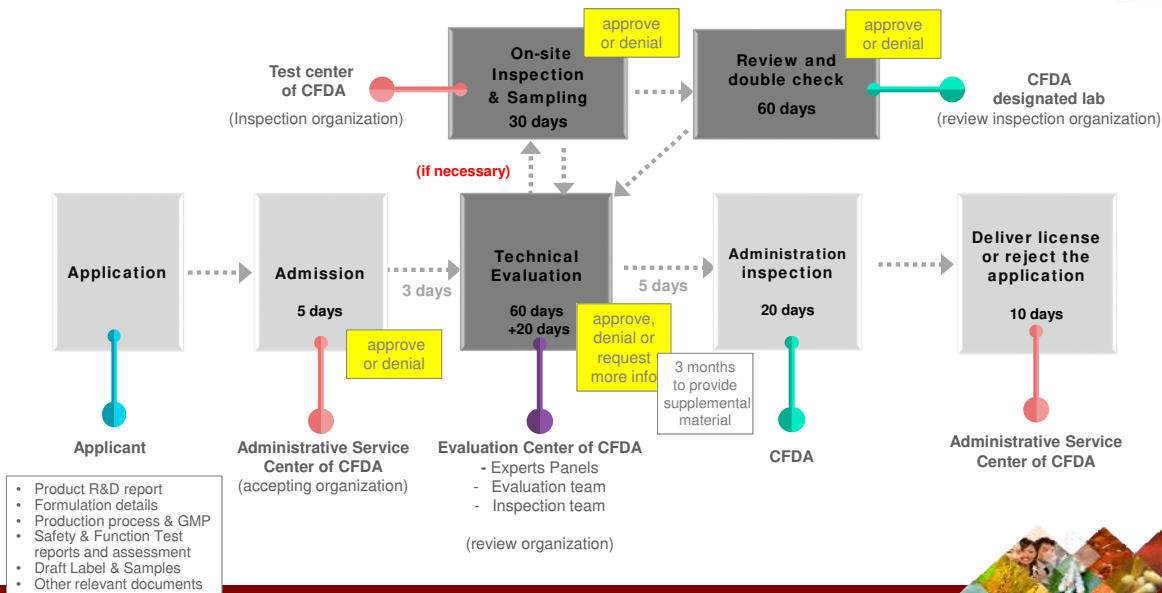 approve
or denial
approve
or denial
On-site
Inspection
& Sampling
30 days
Review and
double check
60 days
Test center
of CFDA
(Inspection organization)
CFDA
designated lab
(review inspection organization)
(if necessary)
Application
Admission
5 days
3 days
Technical
Evaluation
60 days
+20 days
5 days
Administration
inspection
20 days
Deliver license
or reject the
application
10 days
approve
or denial
approve,
denial or
request
more info
3 months
to provide
supplemental
material
Applicant
Administrative Service
Center of CFDA
(accepting organization)
Evaluation Center of CFDA
- Experts Panels
- Evaluation team
- Inspection team
(review organization)
CFDA
Administrative Service
Center of CFDA
• Product R&D report
• Formulation details
• Production process & GMP
• Safety & Function Test
reports and assessment
• Draft Label & Samples
• Other relevant documents